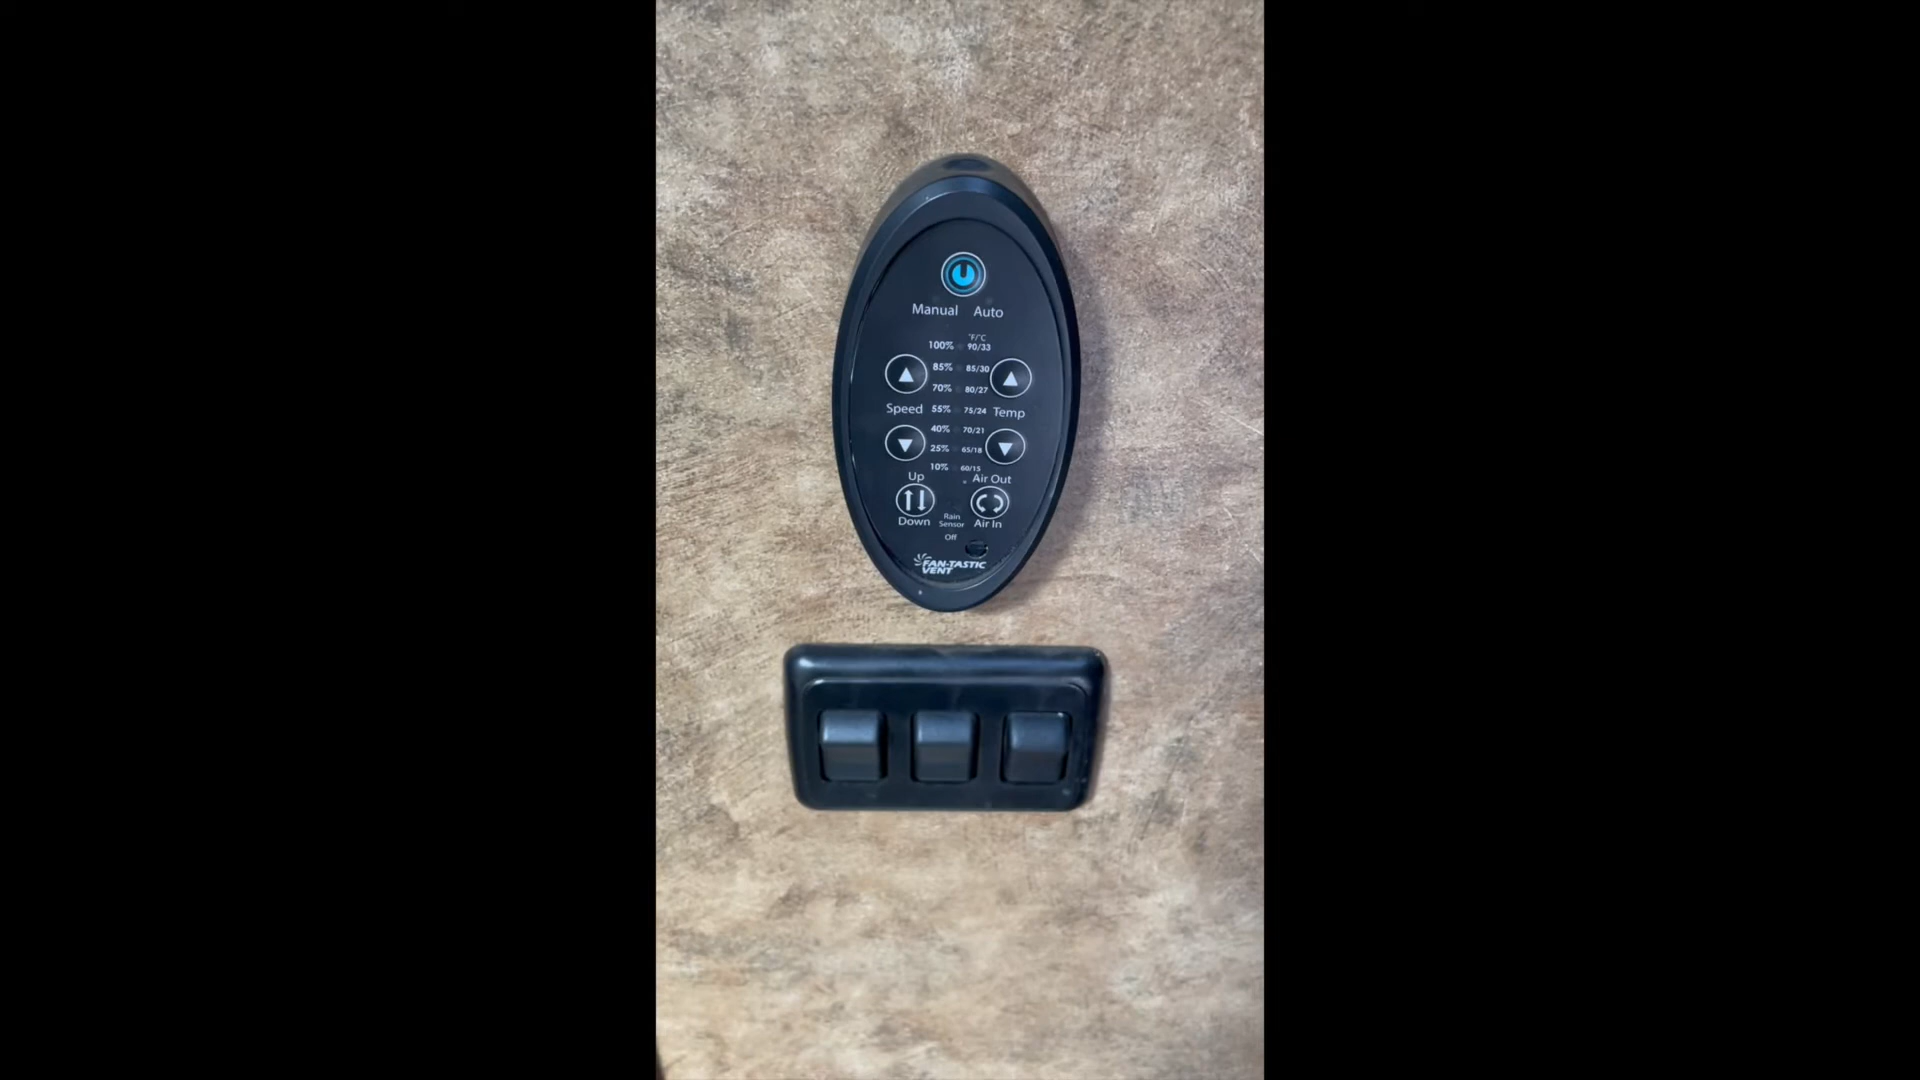 Manual Auto
°F/°C
100% 90/33
85% 85/30
70% 80/27
Speed 55% 75/24 Temp
40% 70/21
25% 65/18
10% 60/15
Up Air Out
Rain
Sensor
Down Air In
Off
FAN-TASTIC
VENT